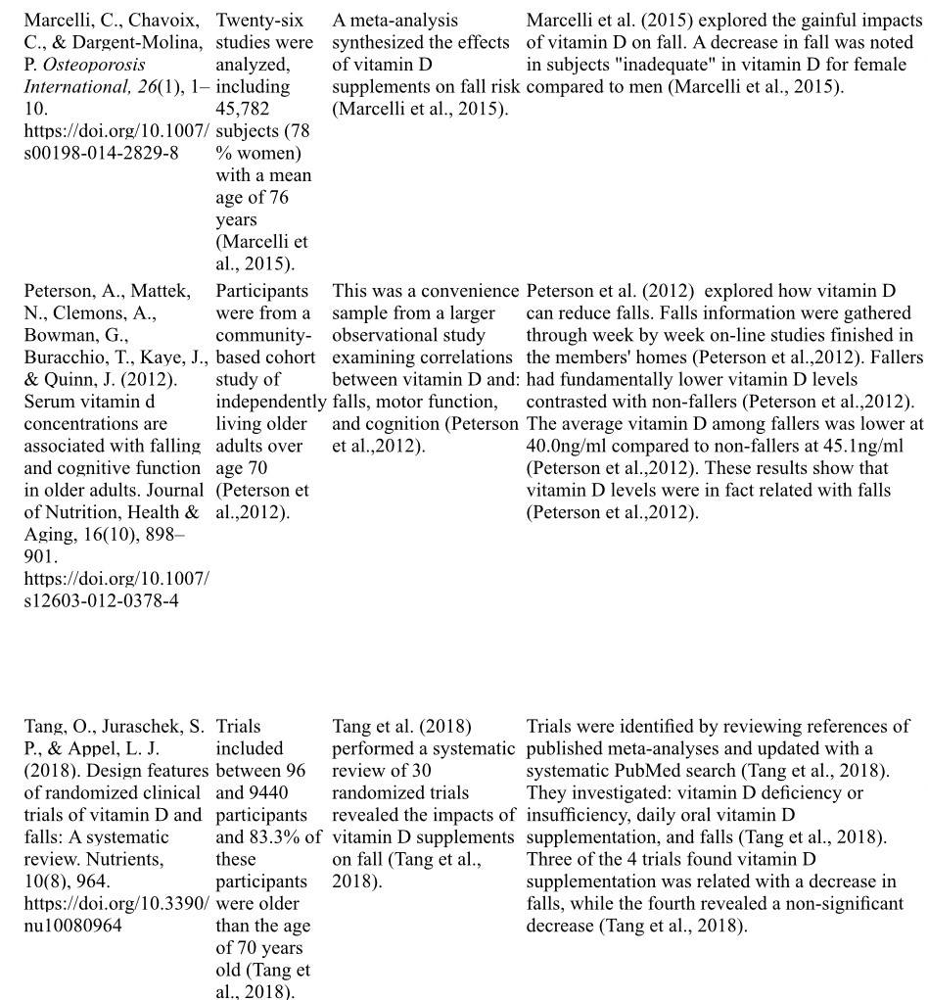 Marcelli, C., Chavoix,
C., & Dargent-Molina,
P. Osteoporosis
International, 26(1), 1–
10.
https://doi.org/10.1007/
s00198-014-2829-8
Twenty-six
studies were
analyzed,
including
45,782
subjects (78
% women)
with a mean
age of 76
years
(Marcelli et
al., 2015).
A meta-analysis
synthesized the effects
of vitamin D
supplements on fall risk
(Marcelli et al., 2015).
Marcelli et al. (2015) explored the gainful impacts
of vitamin D on fall. A decrease in fall was noted
in subjects "inadequate" in vitamin D for female
compared to men (Marcelli et al., 2015).
Peterson, A., Mattek,
N., Clemons, A.,
Bowman, G.,
Buracchio, T., Kaye, J.,
& Quinn, J. (2012).
Serum vitamin d
concentrations are
associated with falling
and cognitive function
in older adults. Journal
of Nutrition, Health &
Aging, 16(10), 898–
901.
https://doi.org/10.1007/
s12603-012-0378-4
Participants
were from a
community-
based cohort
study of
independently
living older
adults over
age 70
(Peterson et
al.,2012).
This was a convenience
sample from a larger
observational study
examining correlations
between vitamin D and:
falls, motor function,
and cognition (Peterson
et al.,2012).
Peterson et al. (2012)  explored how vitamin D
can reduce falls. Falls information were gathered
through week by week on-line studies finished in
the members' homes (Peterson et al.,2012). Fallers
had fundamentally lower vitamin D levels
contrasted with non-fallers (Peterson et al.,2012).
The average vitamin D among fallers was lower at
40.0ng/ml compared to non-fallers at 45.1ng/ml
(Peterson et al.,2012). These results show that
vitamin D levels were in fact related with falls
(Peterson et al.,2012).
Tang, O., Juraschek, S.
P., & Appel, L. J.
(2018). Design features
of randomized clinical
trials of vitamin D and
falls: A systematic
review. Nutrients,
10(8), 964.
https://doi.org/10.3390/
nu10080964
Trials
included
between 96
and 9440
participants
and 83.3% of
these
participants
were older
than the age
of 70 years
old (Tang et
al., 2018).
Tang et al. (2018)
performed a systematic
review of 30
randomized trials
revealed the impacts of
vitamin D supplements
on fall (Tang et al.,
2018).
Trials were identified by reviewing references of
published meta-analyses and updated with a
systematic PubMed search (Tang et al., 2018).
They investigated: vitamin D deficiency or
insufficiency, daily oral vitamin D
supplementation, and falls (Tang et al., 2018).
Three of the 4 trials found vitamin D
supplementation was related with a decrease in
falls, while the fourth revealed a non-significant
decrease (Tang et al., 2018).